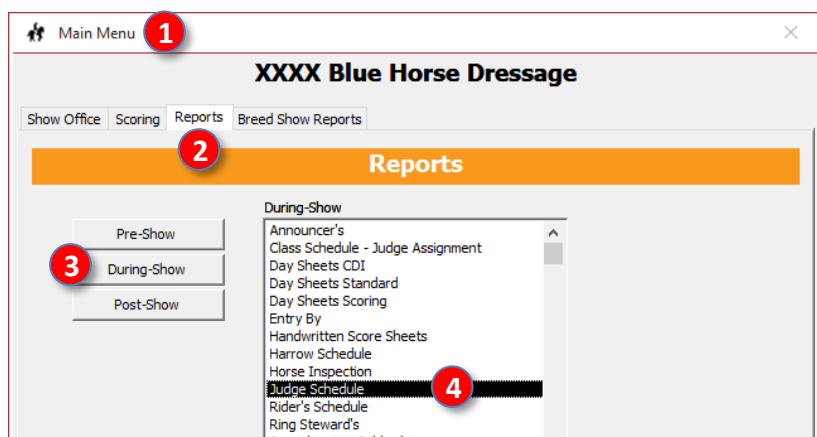 Main Menu 1
XXXX Blue Horse Dressage
Show Office Scoring Reports Breed Show Reports
2
Reports
During-Show
Pre-Show
3 During-Show
Post-Show
Announcer's
Class Schedule - Judge Assignment
Day Sheets CDI
Day Sheets Standard
Day Sheets Scoring
Entry By
Handwritten Score Sheets
Harrow Schedule
Horse Inspection
Judge Schedule 4
Rider's Schedule
Ring Steward's